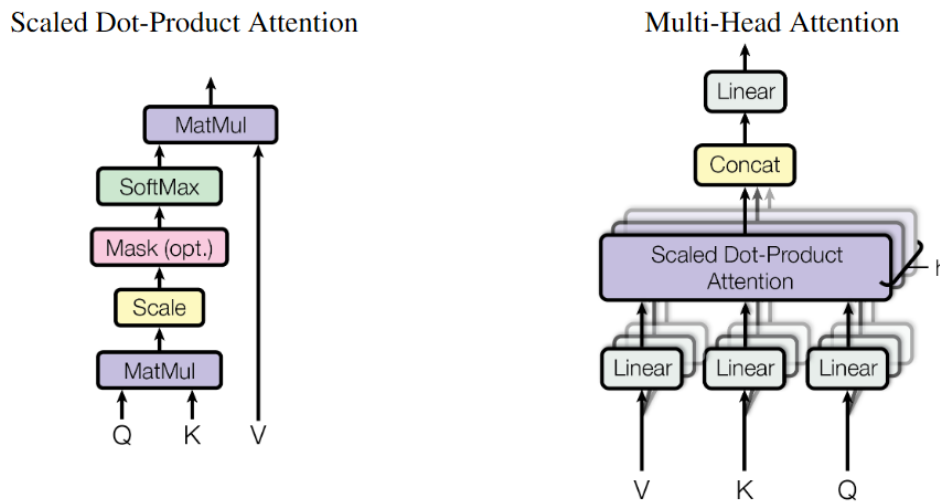 Scaled Dot-Product Attention
MatMul
SoftMax
Mask (opt.)
Scale
MatMul
Q K V
Multi-Head Attention
Linear
Concat
Scaled Dot-Product
Attention
h
Linear Linear Linear
V K Q